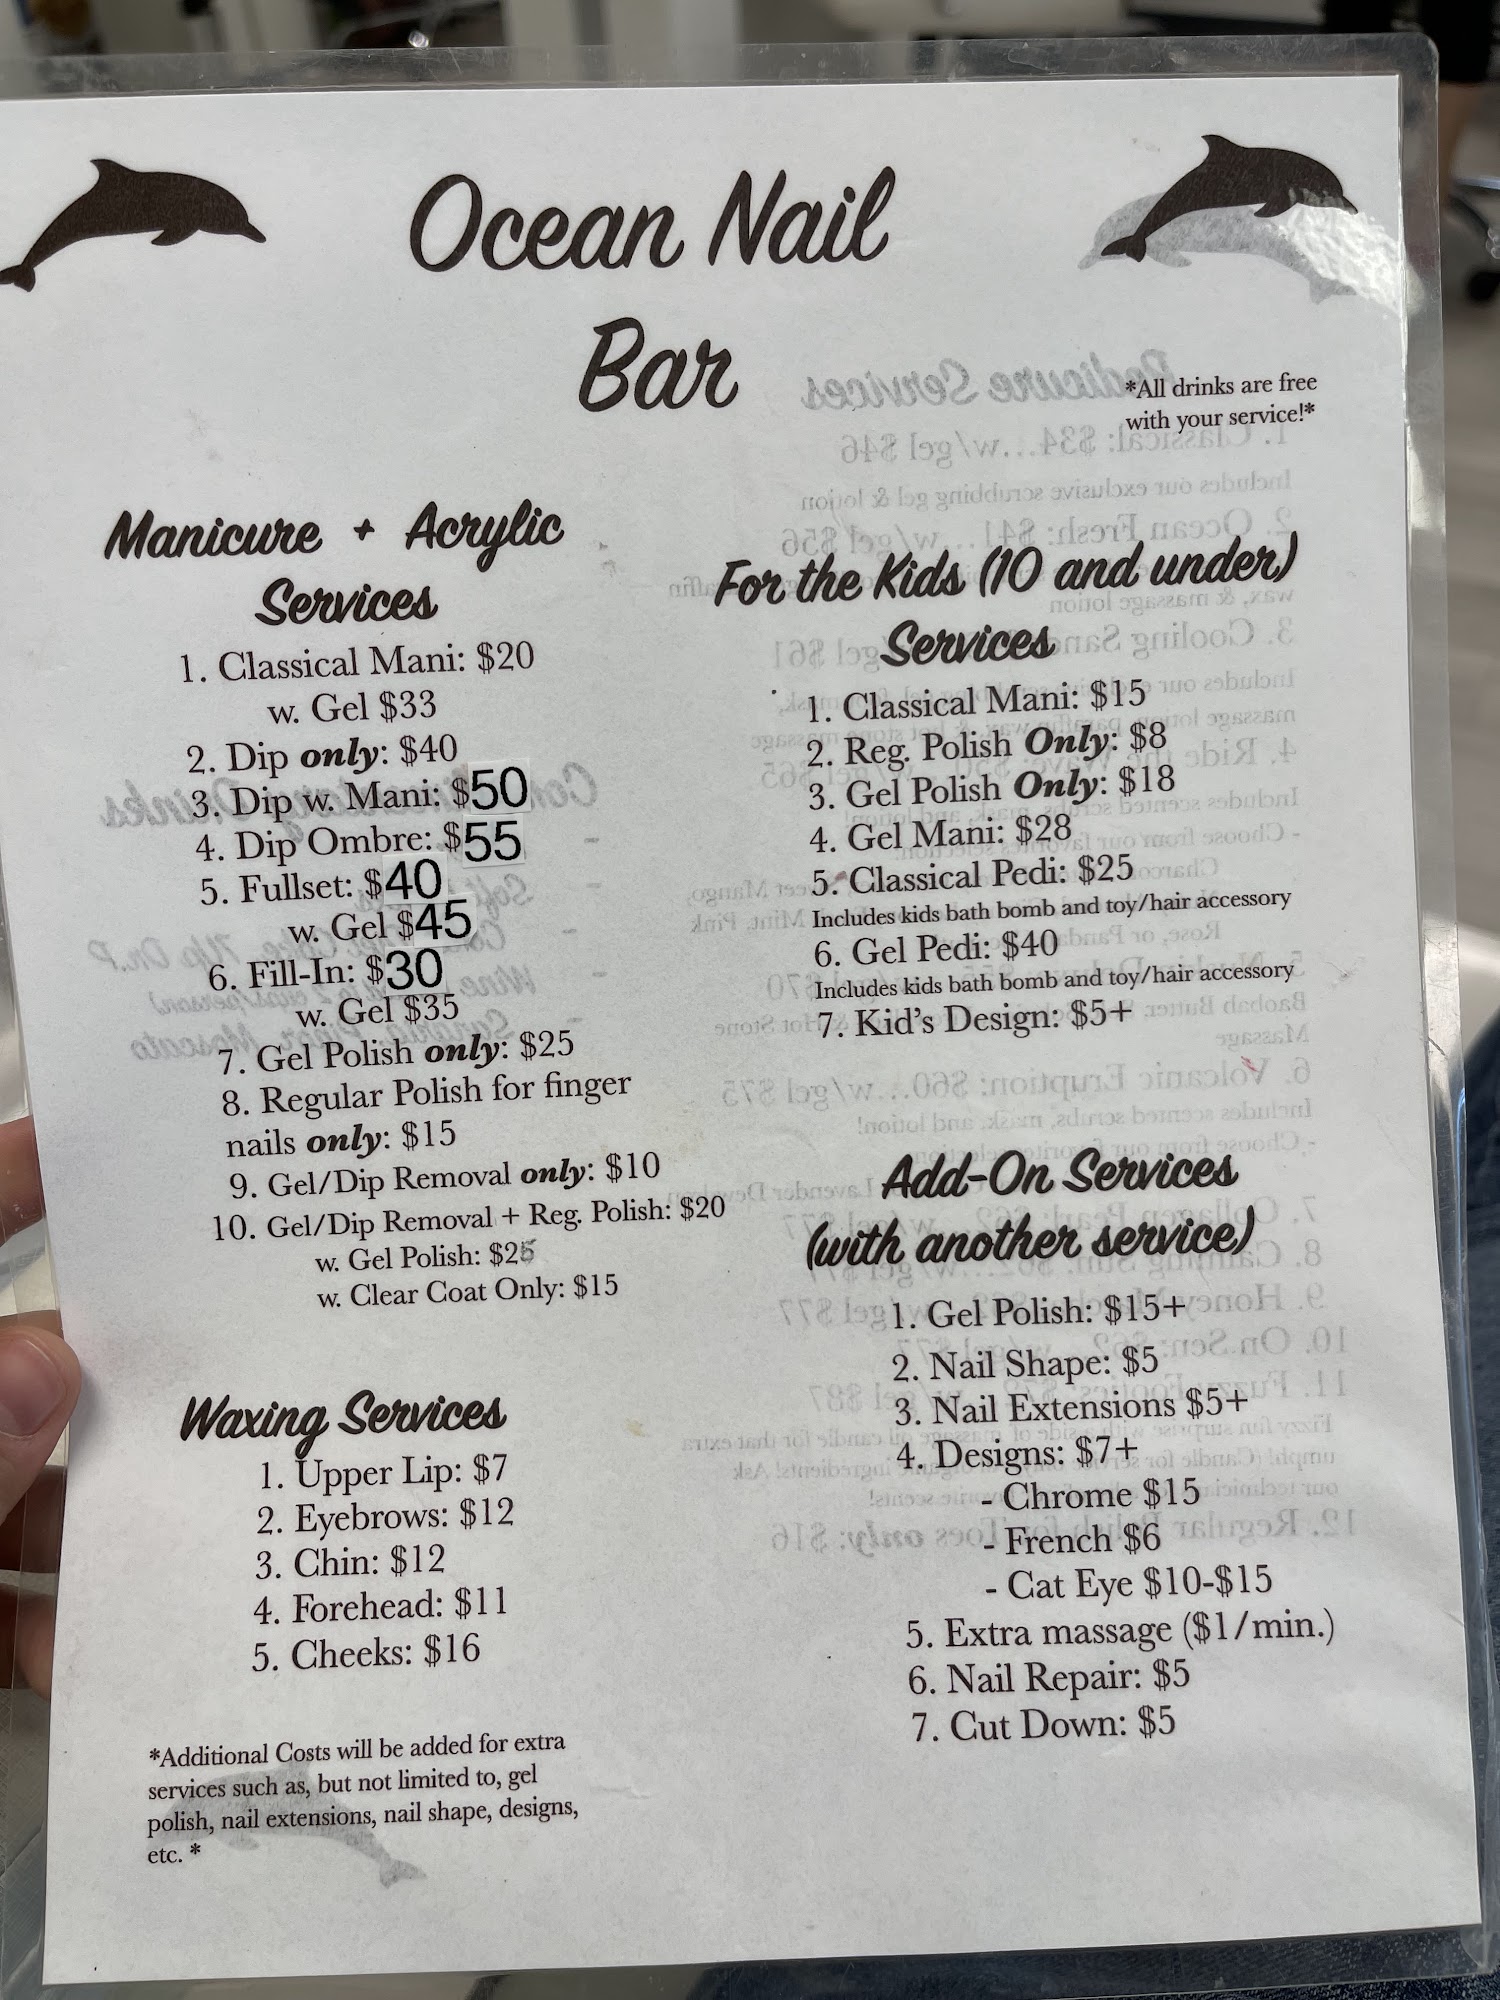 Ocean Nail
Bar
*All drinks are free
with your service!*
Manicure + Acrylic
Services
1. Classical Mani: $20
w. Gel $33
2. Dip only: $40
3. Dip w. Mani: $50
4. Dip Ombre: $55
5. Fullset: $40
w. Gel $45
6. Fill-In: $30
w. Gel $35
7. Gel Polish only: $25
8. Regular Polish for finger
nails only: $15
9. Gel/Dip Removal only: $10
10. Gel/Dip Removal + Reg. Polish: $20
w. Gel Polish: $25
w. Clear Coat Only: $15
Waxing Services
1. Upper Lip: $7
2. Eyebrows: $12
3. Chin: $12
4. Forehead: $11
5. Cheeks: $16
*Additional Costs will be added for extra
services such as, but not limited to, gel
polish, nail extensions, nail shape, designs,
etc. *
For the Kids (10 and under)
Services
1. Classical Mani: $15
2. Reg. Polish Only: $8
3. Gel Polish Only: $18
4. Gel Mani: $28
5. Classical Pedi: $25
Includes kids bath bomb and toy/hair accessory
6. Gel Pedi: $40
Includes kids bath bomb and toy/hair accessory
7. Kid's Design: $5+
Add-On Services
(with another service)
1. Gel Polish: $15+
2. Nail Shape: $5
3. Nail Extensions $5+
4. Designs: $7+
- Chrome $15
- French $6
- Cat Eye $10-$15
5. Extra massage ($1/min.)
6. Nail Repair: $5
7. Cut Down: $5